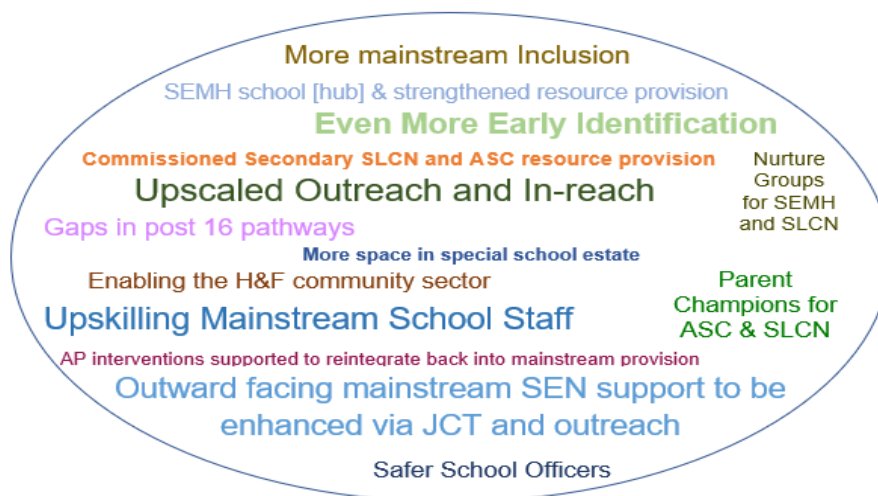 More mainstream Inclusion
SEMH school [hub] & strengthened resource provision
Even More Early Identification
Commissioned Secondary SLCN and ASC resource provision
Nurture
Groups
for SEMH
and SLCN
Upscaled Outreach and In-reach
Gaps in post 16 pathways
More space in special school estate
Enabling the H&F community sector
Parent
Champions for
ASC & SLCN
Upskilling Mainstream School Staff
AP interventions supported to reintegrate back into mainstream provision
Outward facing mainstream SEN support to be
enhanced via JCT and outreach
Safer School Officers